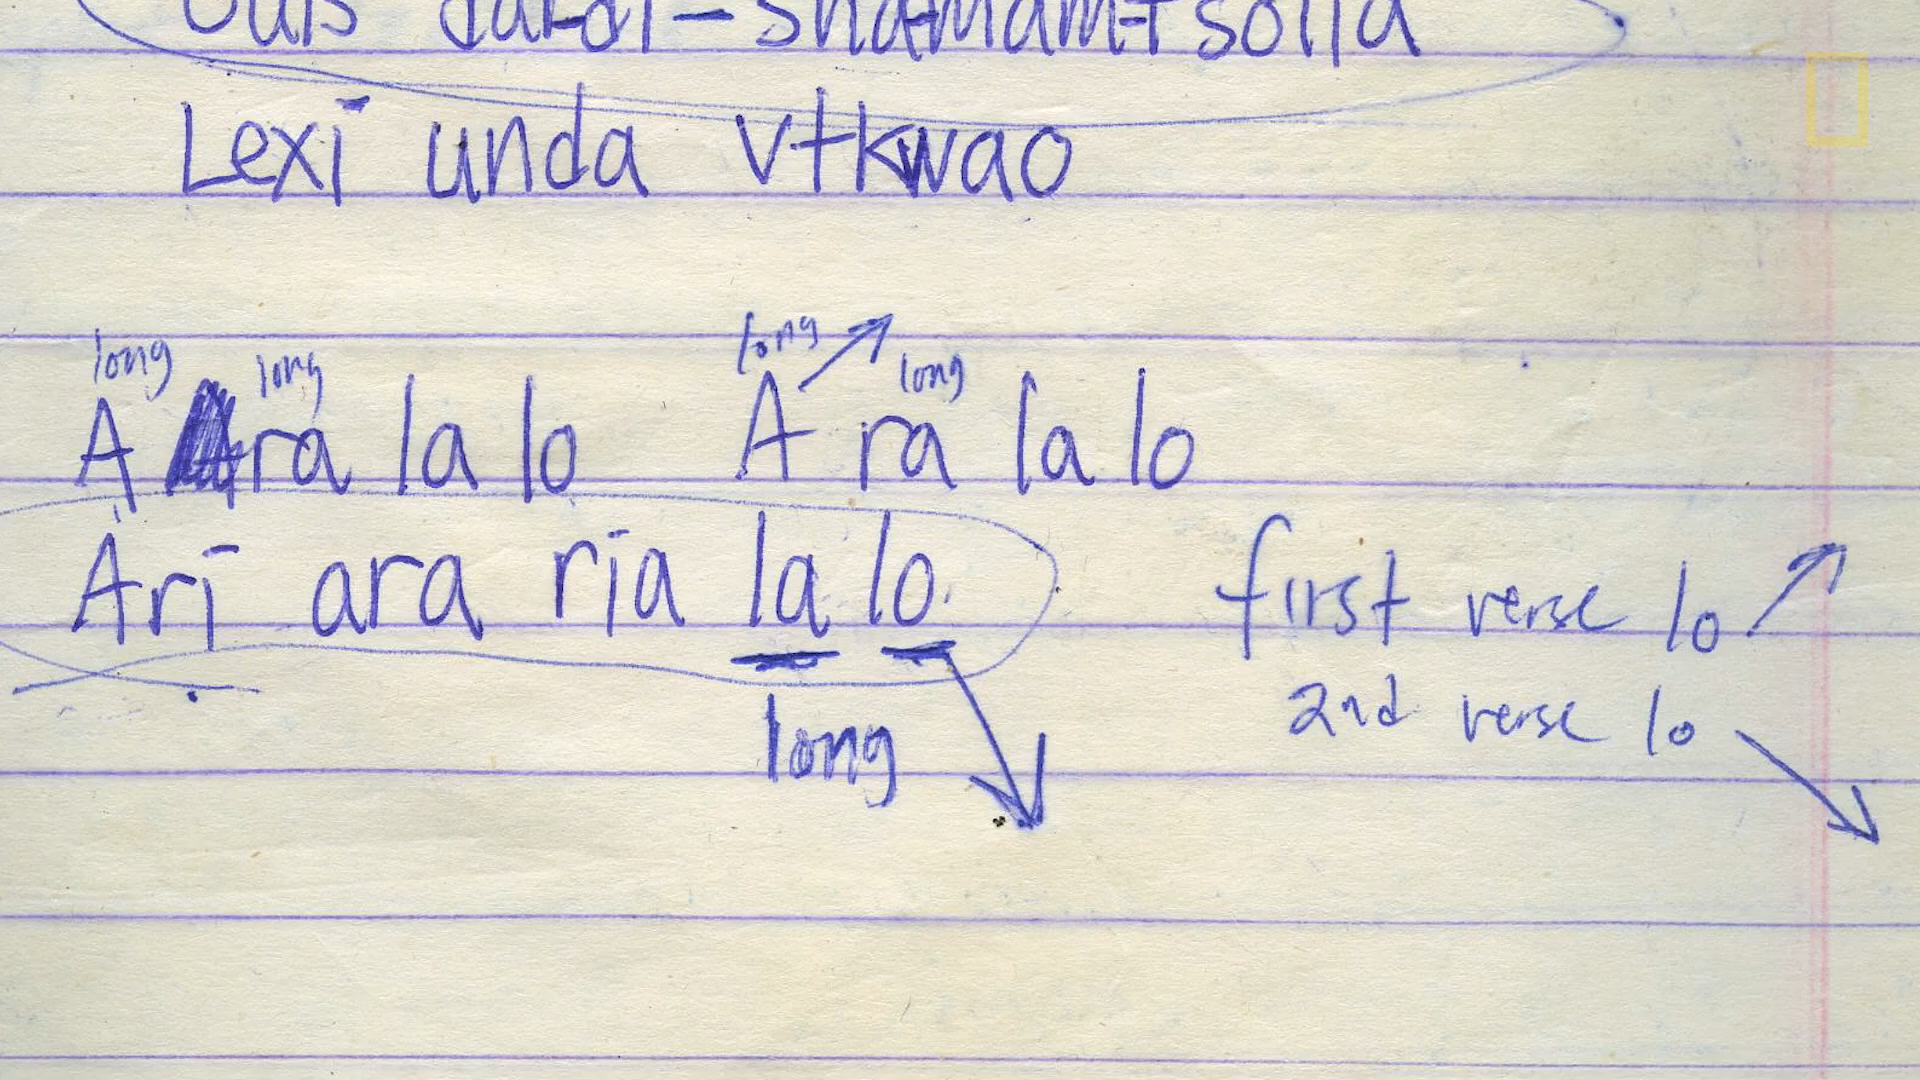 Lexi unda vtkwao
long long long long
A ra la lo A ra la lo
Ari ara ria la lo first verse lo
2nd verse lo
long